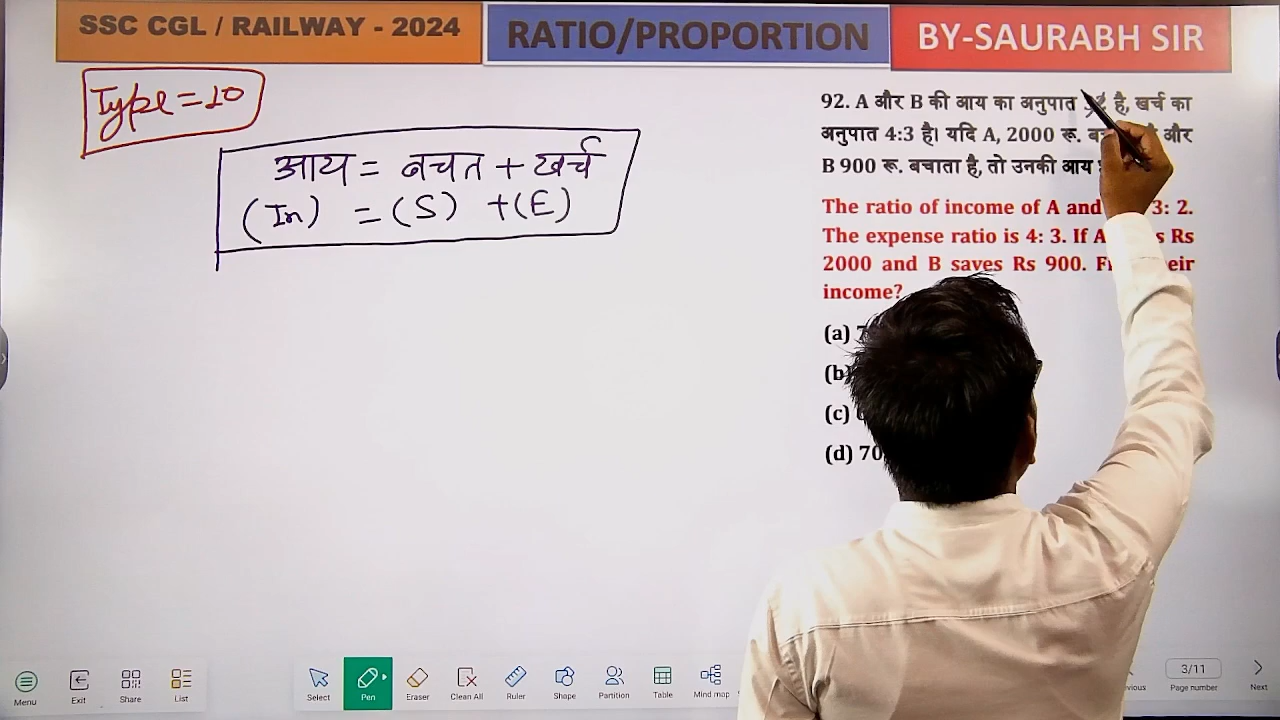 SSC CGL / RAILWAY - 2024
RATIO/PROPORTION
BY-SAURABH SIR
Type = 10
आय = बचत + खर्च
(In) = (S) + (E)
92. A और B की आय का अनुपात है, खर्च का
अनुपात 4:3 है। यदि A, 2000 रू. और
B 900 रू. बचाता है, तो उनकी आय
The ratio of income of A and 3: 2.
The expense ratio is 4: 3. If A Rs
2000 and B saves Rs 900.
income?
(a) 7
(b)
(c)
(d) 70
Menu
Exit
Share
List
Select
Pen
Eraser
Clean All
Ruler
Shape
Partition
Table
Mind map
3/11
Page number
Next